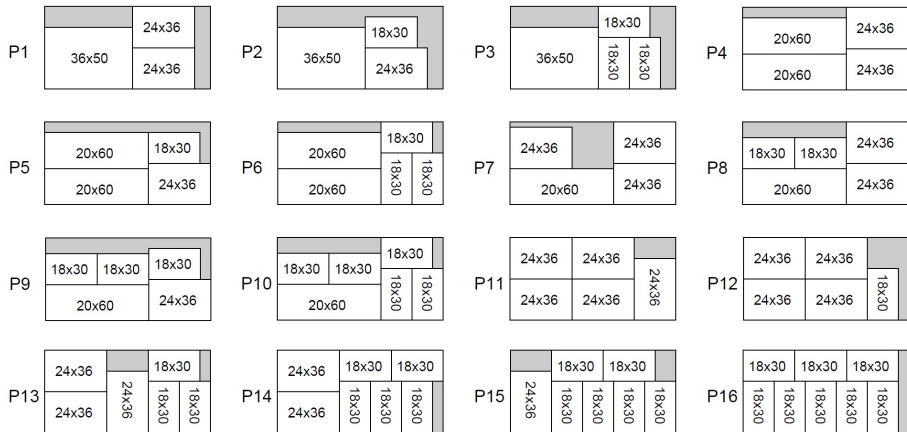 P1 36x50 24x36 24x36
P2 36x50 18x30 24x36
P3 36x50 18x30 18x30 18x30
P4 20x60 20x60 24x36 24x36
P5 20x60 20x60 18x30 24x36
P6 20x60 20x60 18x30 18x30 18x30
P7 24x36 20x60 24x36 24x36
P8 18x30 18x30 20x60 24x36 24x36
P9 18x30 18x30 20x60 18x30 24x36
P10 18x30 18x30 20x60 18x30 18x30 18x30
P11 24x36 24x36 24x36 24x36 24x36
P12 24x36 24x36 24x36 24x36 18x30
P13 24x36 24x36 24x36 18x30 18x30 18x30
P14 24x36 24x36 18x30 18x30 18x30 18x30 18x30
P15 24x36 18x30 18x30 18x30 18x30 18x30 18x30
P16 18x30 18x30 18x30 18x30 18x30 18x30 18x30 18x30